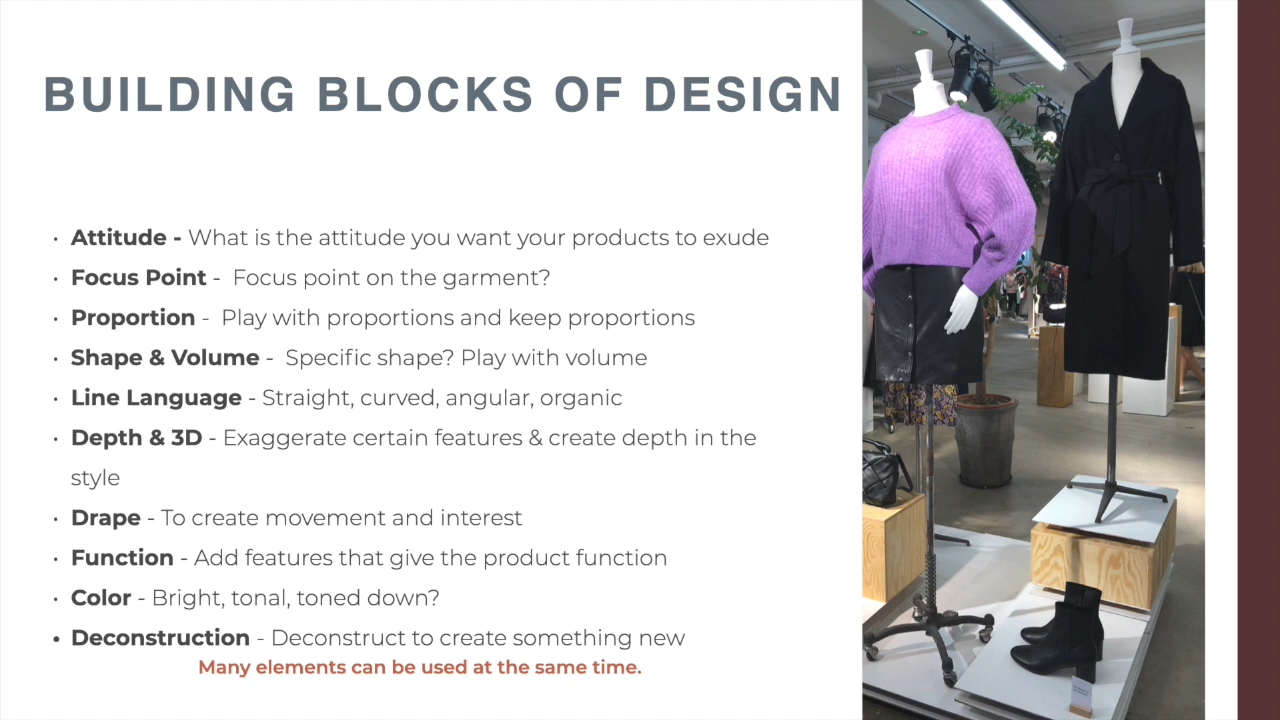 BUILDING BLOCKS OF DESIGN
• Attitude - What is the attitude you want your products to exude
• Focus Point - Focus point on the garment?
• Proportion - Play with proportions and keep proportions
• Shape & Volume - Specific shape? Play with volume
• Line Language - Straight, curved, angular, organic
• Depth & 3D - Exaggerate certain features & create depth in the
style
• Drape - To create movement and interest
• Function - Add features that give the product function
• Color - Bright, tonal, toned down?
• Deconstruction - Deconstruct to create something new
Many elements can be used at the same time.